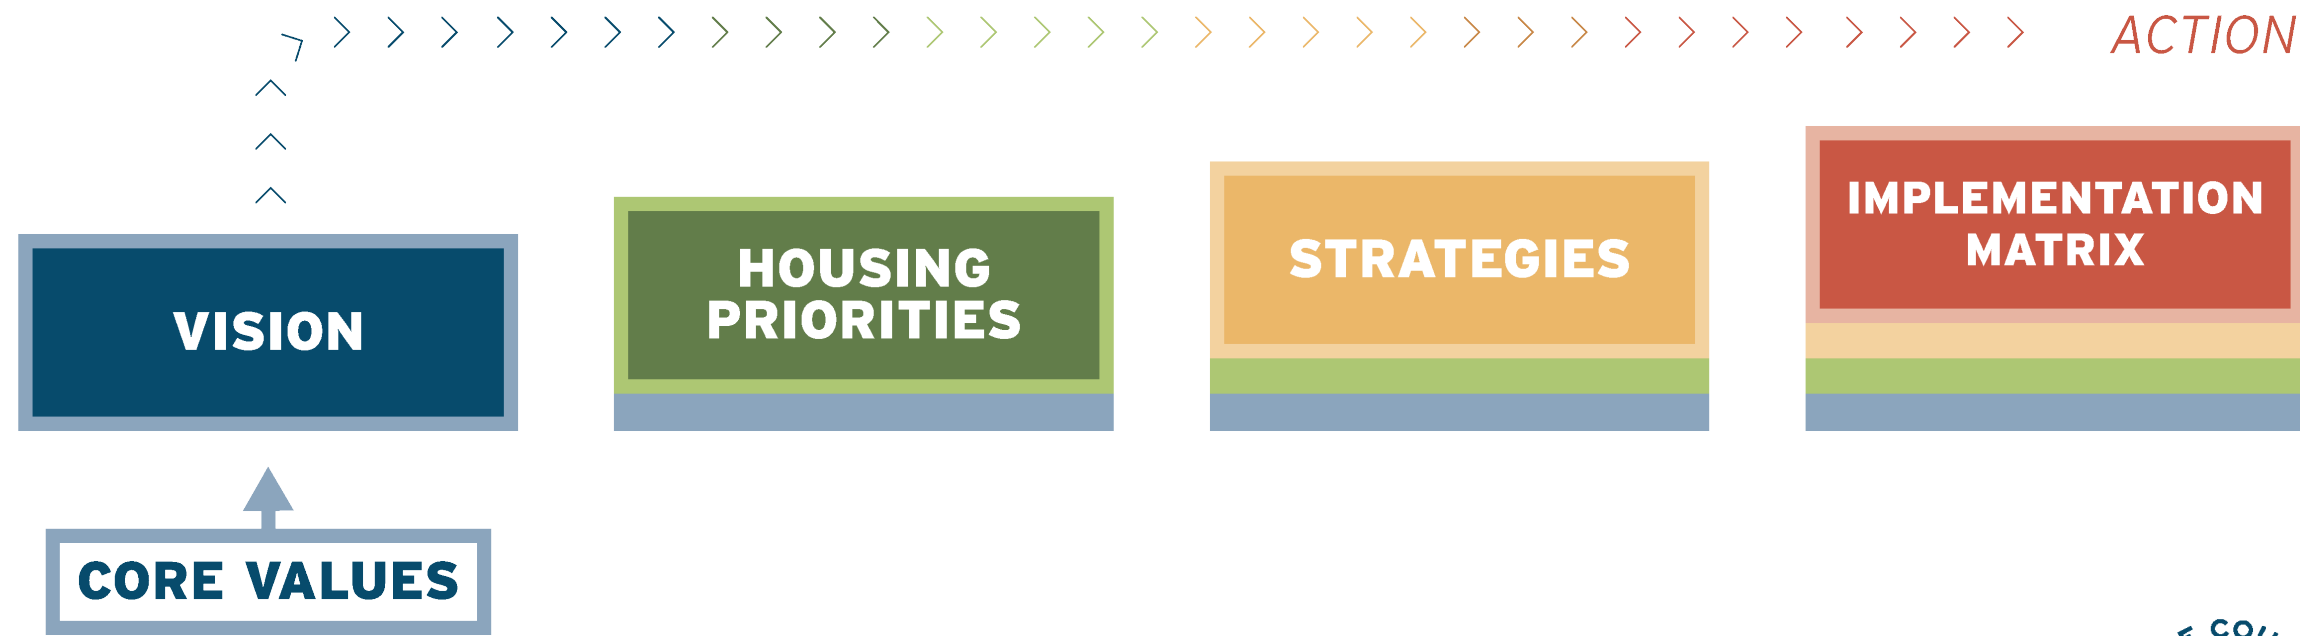 ACTION
VISION
HOUSING
PRIORITIES
STRATEGIES
IMPLEMENTATION
MATRIX
CORE VALUES